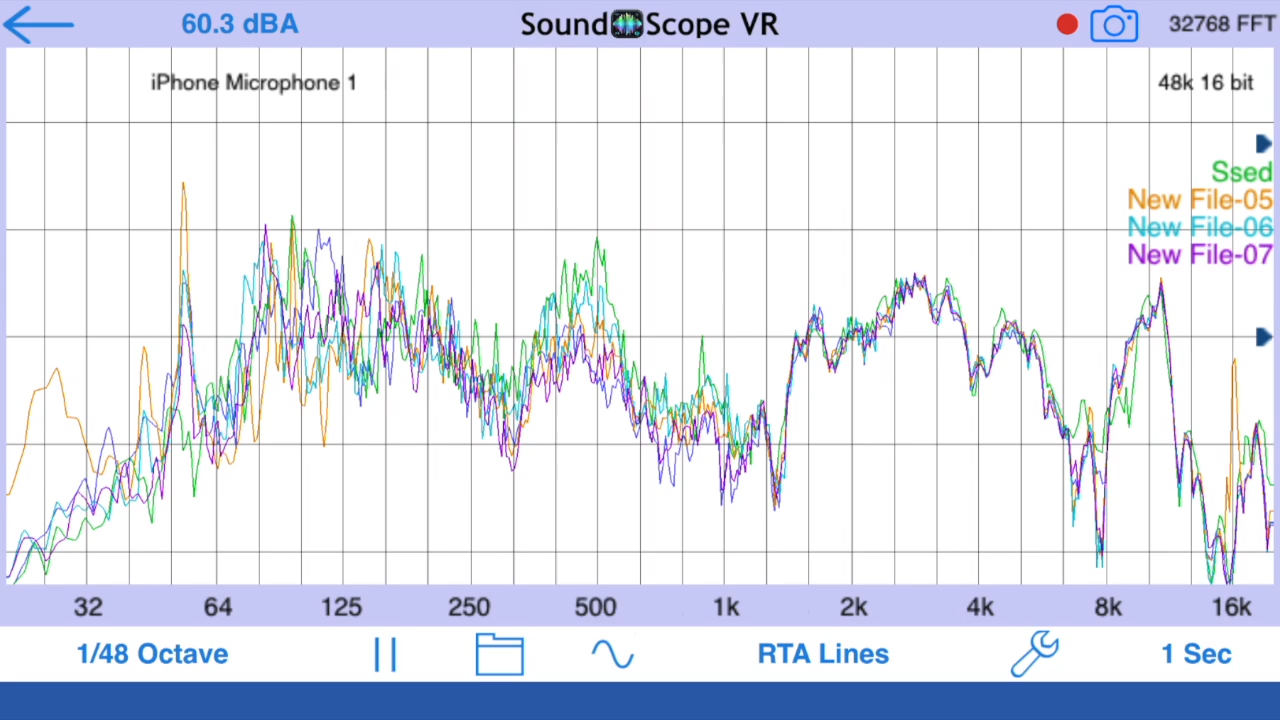 60.3 dBA
Sound Scope VR
32768 FFT
iPhone Microphone 1
48k 16 bit
Ssed
New File-05
New File-06
New File-07
32 64 125 250 500 1k 2k 4k 8k 16k
1/48 Octave
RTA Lines
1 Sec